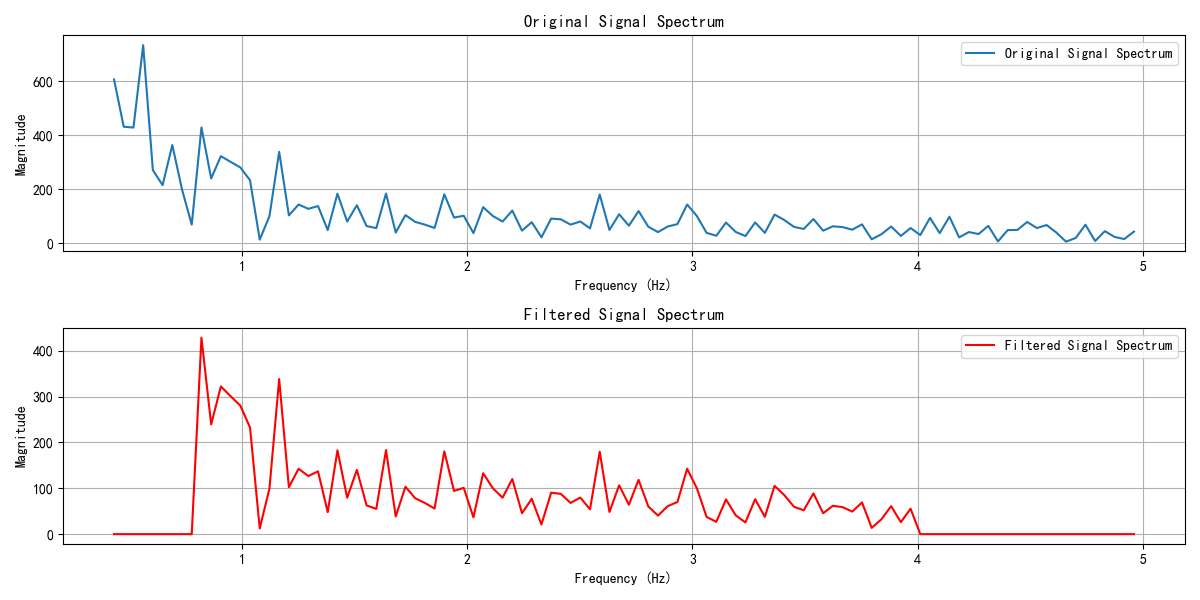 Original Signal Spectrum
Original Signal Spectrum
Magnitude
600
400
200
0
1 2 3 4 5
Frequency (Hz)
Filtered Signal Spectrum
Filtered Signal Spectrum
Magnitude
400
300
200
100
0
1 2 3 4 5
Frequency (Hz)